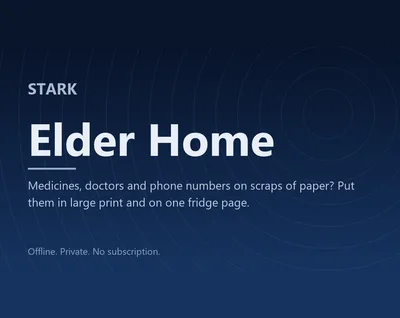 STARK
Elder Home
Medicines, doctors and phone numbers on scraps of paper? Put
them in large print and on one fridge page.
Offline. Private. No subscription.